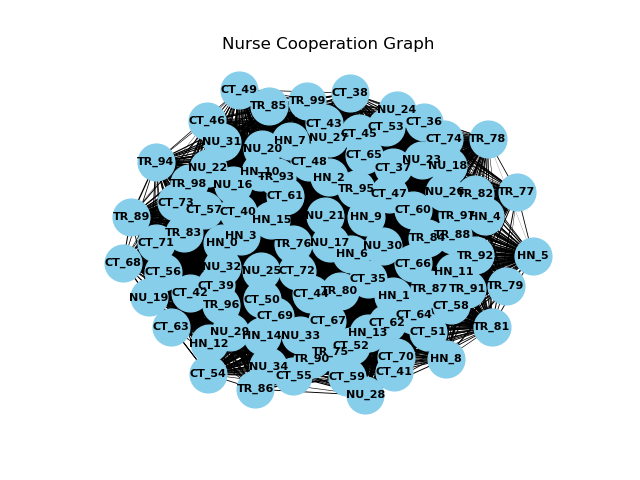 Nurse Cooperation Graph
CT_49
CT_38
TR_99
TR_85
NU_24
CT_46
CT_36
CT_43
CT_53
CT_45
NU_27
TR_78
CT_74
HN_7
NU_31
NU_20
CT_65
NU_23
CT_48
TR_94
NU_18
NU_22
CT_37
HN_10
TR_93
HN_2
TR_98
NU_16
TR_95
NU_26
TR_82
TR_77
CT_47
CT_61
CT_73
CT_57
CT_40
CT_60
TR_89
NU_21
HN_9
TR_97
HN_4
HN_15
TR_83
HN_3
TR_84
TR_88
CT_71
HN_0
TR_76
NU_17
NU_30
HN_6
TR_92
HN_5
CT_68
CT_66
NU_32
NU_25
CT_72
HN_11
CT_56
CT_35
CT_39
TR_79
CT_42
CT_44
TR_80
TR_87
TR_91
NU_19
HN_1
CT_50
TR_96
CT_58
CT_69
CT_64
CT_67
CT_62
CT_63
TR_81
NU_29
HN_14
NU_33
HN_13
CT_51
HN_12
CT_52
TR_75
TR_90
CT_70
HN_8
NU_34
CT_54
CT_55
CT_59
CT_41
TR_86
NU_28